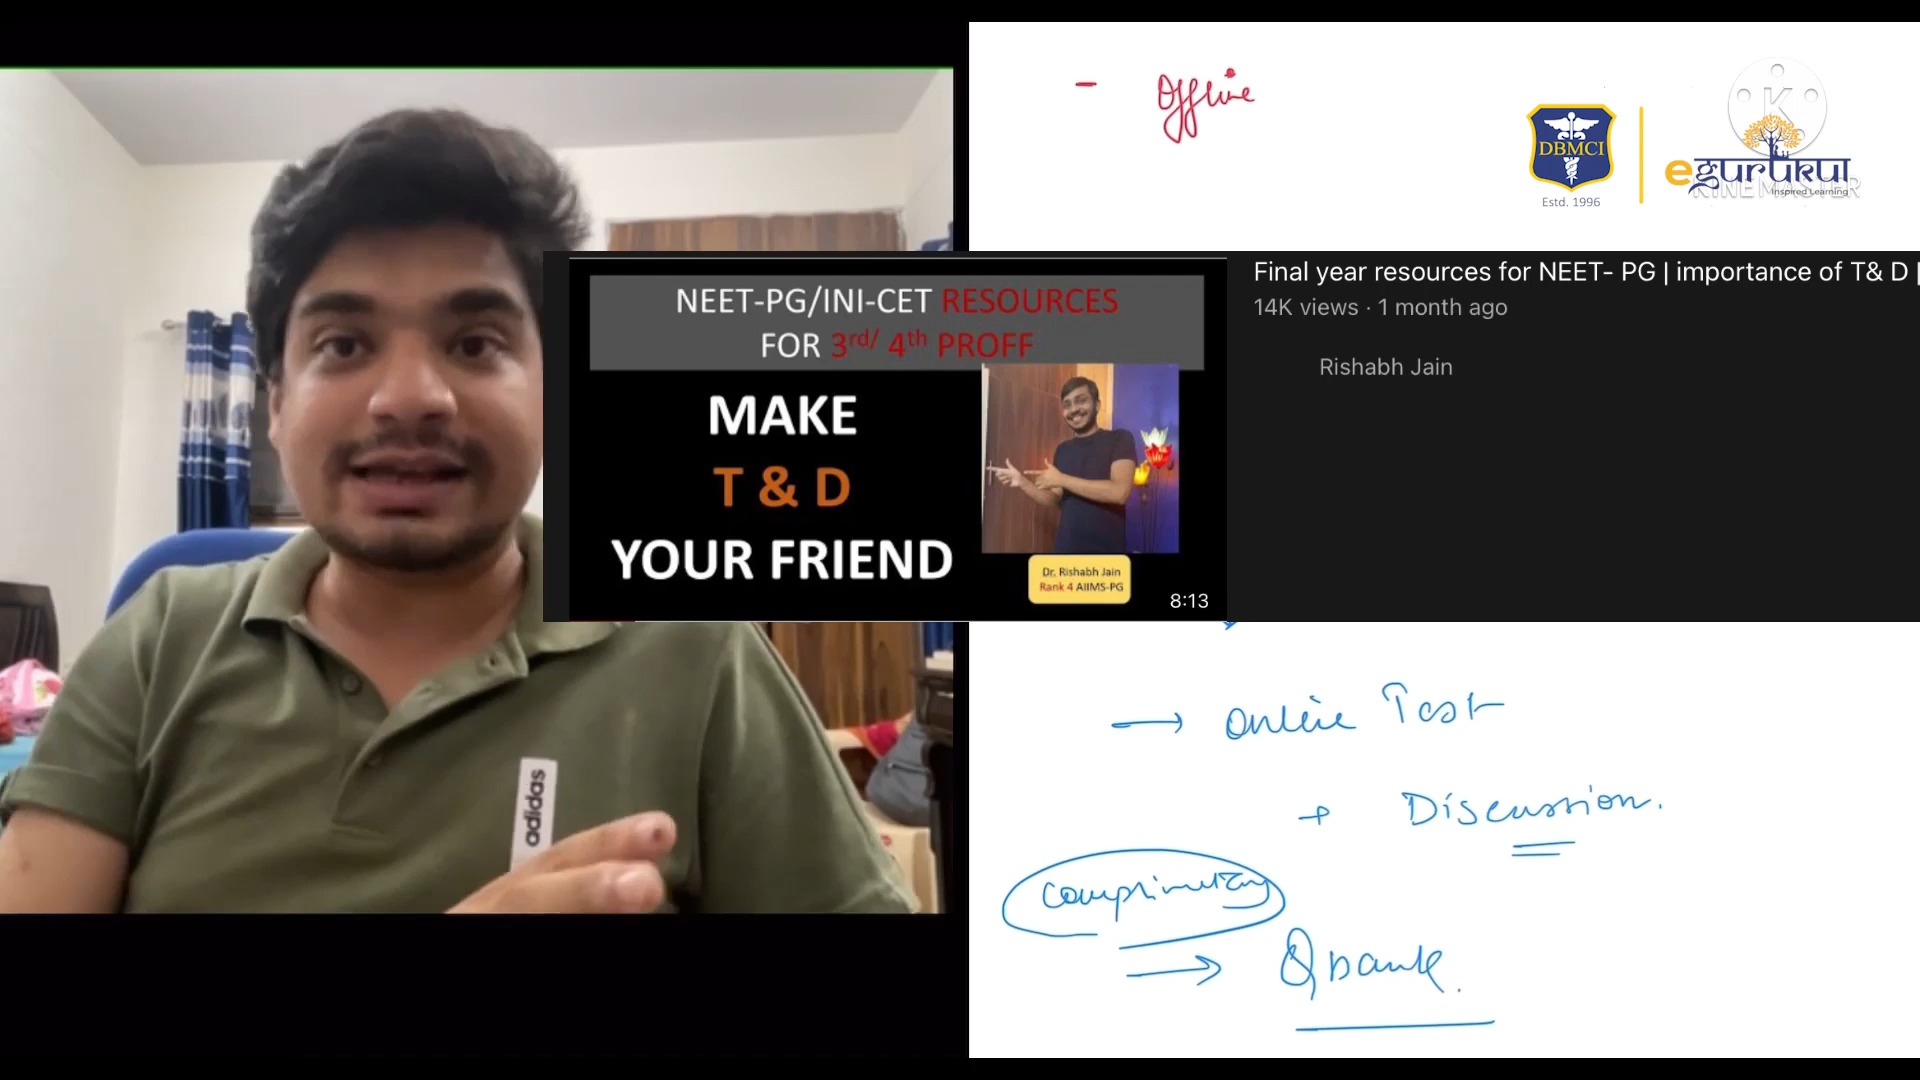 - Offline
DBMCI
Estd. 1996
egurukul
Inspired Learning
K
KINEMASTER
NEET-PG/INI-CET RESOURCES
FOR 3rd/ 4th PROFF
MAKE
T & D
YOUR FRIEND
Dr. Rishabh Jain
Rank 4 AIIMS-PG
8:13
Final year resources for NEET- PG | importance of T& D |
14K views · 1 month ago
Rishabh Jain
adidas
→ Online Test
+ Discussion.
Complimetary
→ Qbank.